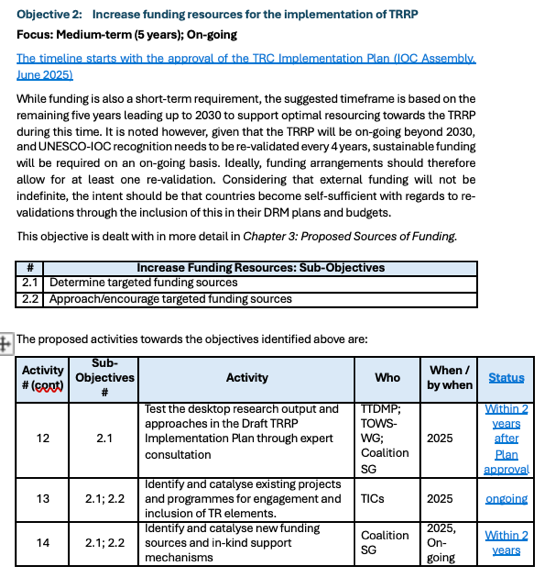 Objective 2: Increase funding resources for the implementation of TRRP
Focus: Medium-term (5 years); On-going
The timeline starts with the approval of the TRC Implementation Plan (IOC Assembly,
June 2025)
While funding is also a short-term requirement, the suggested timeframe is based on the
remaining five years leading up to 2030 to support optimal resourcing towards the TRRP
during this time. It is noted however, given that the TRRP will be on-going beyond 2030,
and UNESCO-IOC recognition needs to be re-validated every 4 years, sustainable funding
will be required on an on-going basis. Ideally, funding arrangements should therefore
allow for at least one re-validation. Considering that external funding will not be
indefinite, the intent should be that countries become self-sufficient with regards to re-
validations through the inclusion of this in their DRM plans and budgets.
This objective is dealt with in more detail in Chapter 3: Proposed Sources of Funding.
# Increase Funding Resources: Sub-Objectives
2.1 Determine targeted funding sources
2.2 Approach/encourage targeted funding sources
The proposed activities towards the objectives identified above are:
Activity
# (cont)
Sub-
Objectives
#
Activity
Who
When /
by when
Status
12
2.1
Test the desktop research output and
approaches in the Draft TRRP
Implementation Plan through expert
consultation
TTDMP;
TOWS-
WG;
Coalition
SG
2025
Within 2
years
after
Plan
approval
13
2.1; 2.2
Identify and catalyse existing projects
and programmes for engagement and
inclusion of TR elements.
TICs
2025
ongoing
14
2.1; 2.2
Identify and catalyse new funding
sources and in-kind support
mechanisms
Coalition
SG
2025,
On-
going
Within 2
years